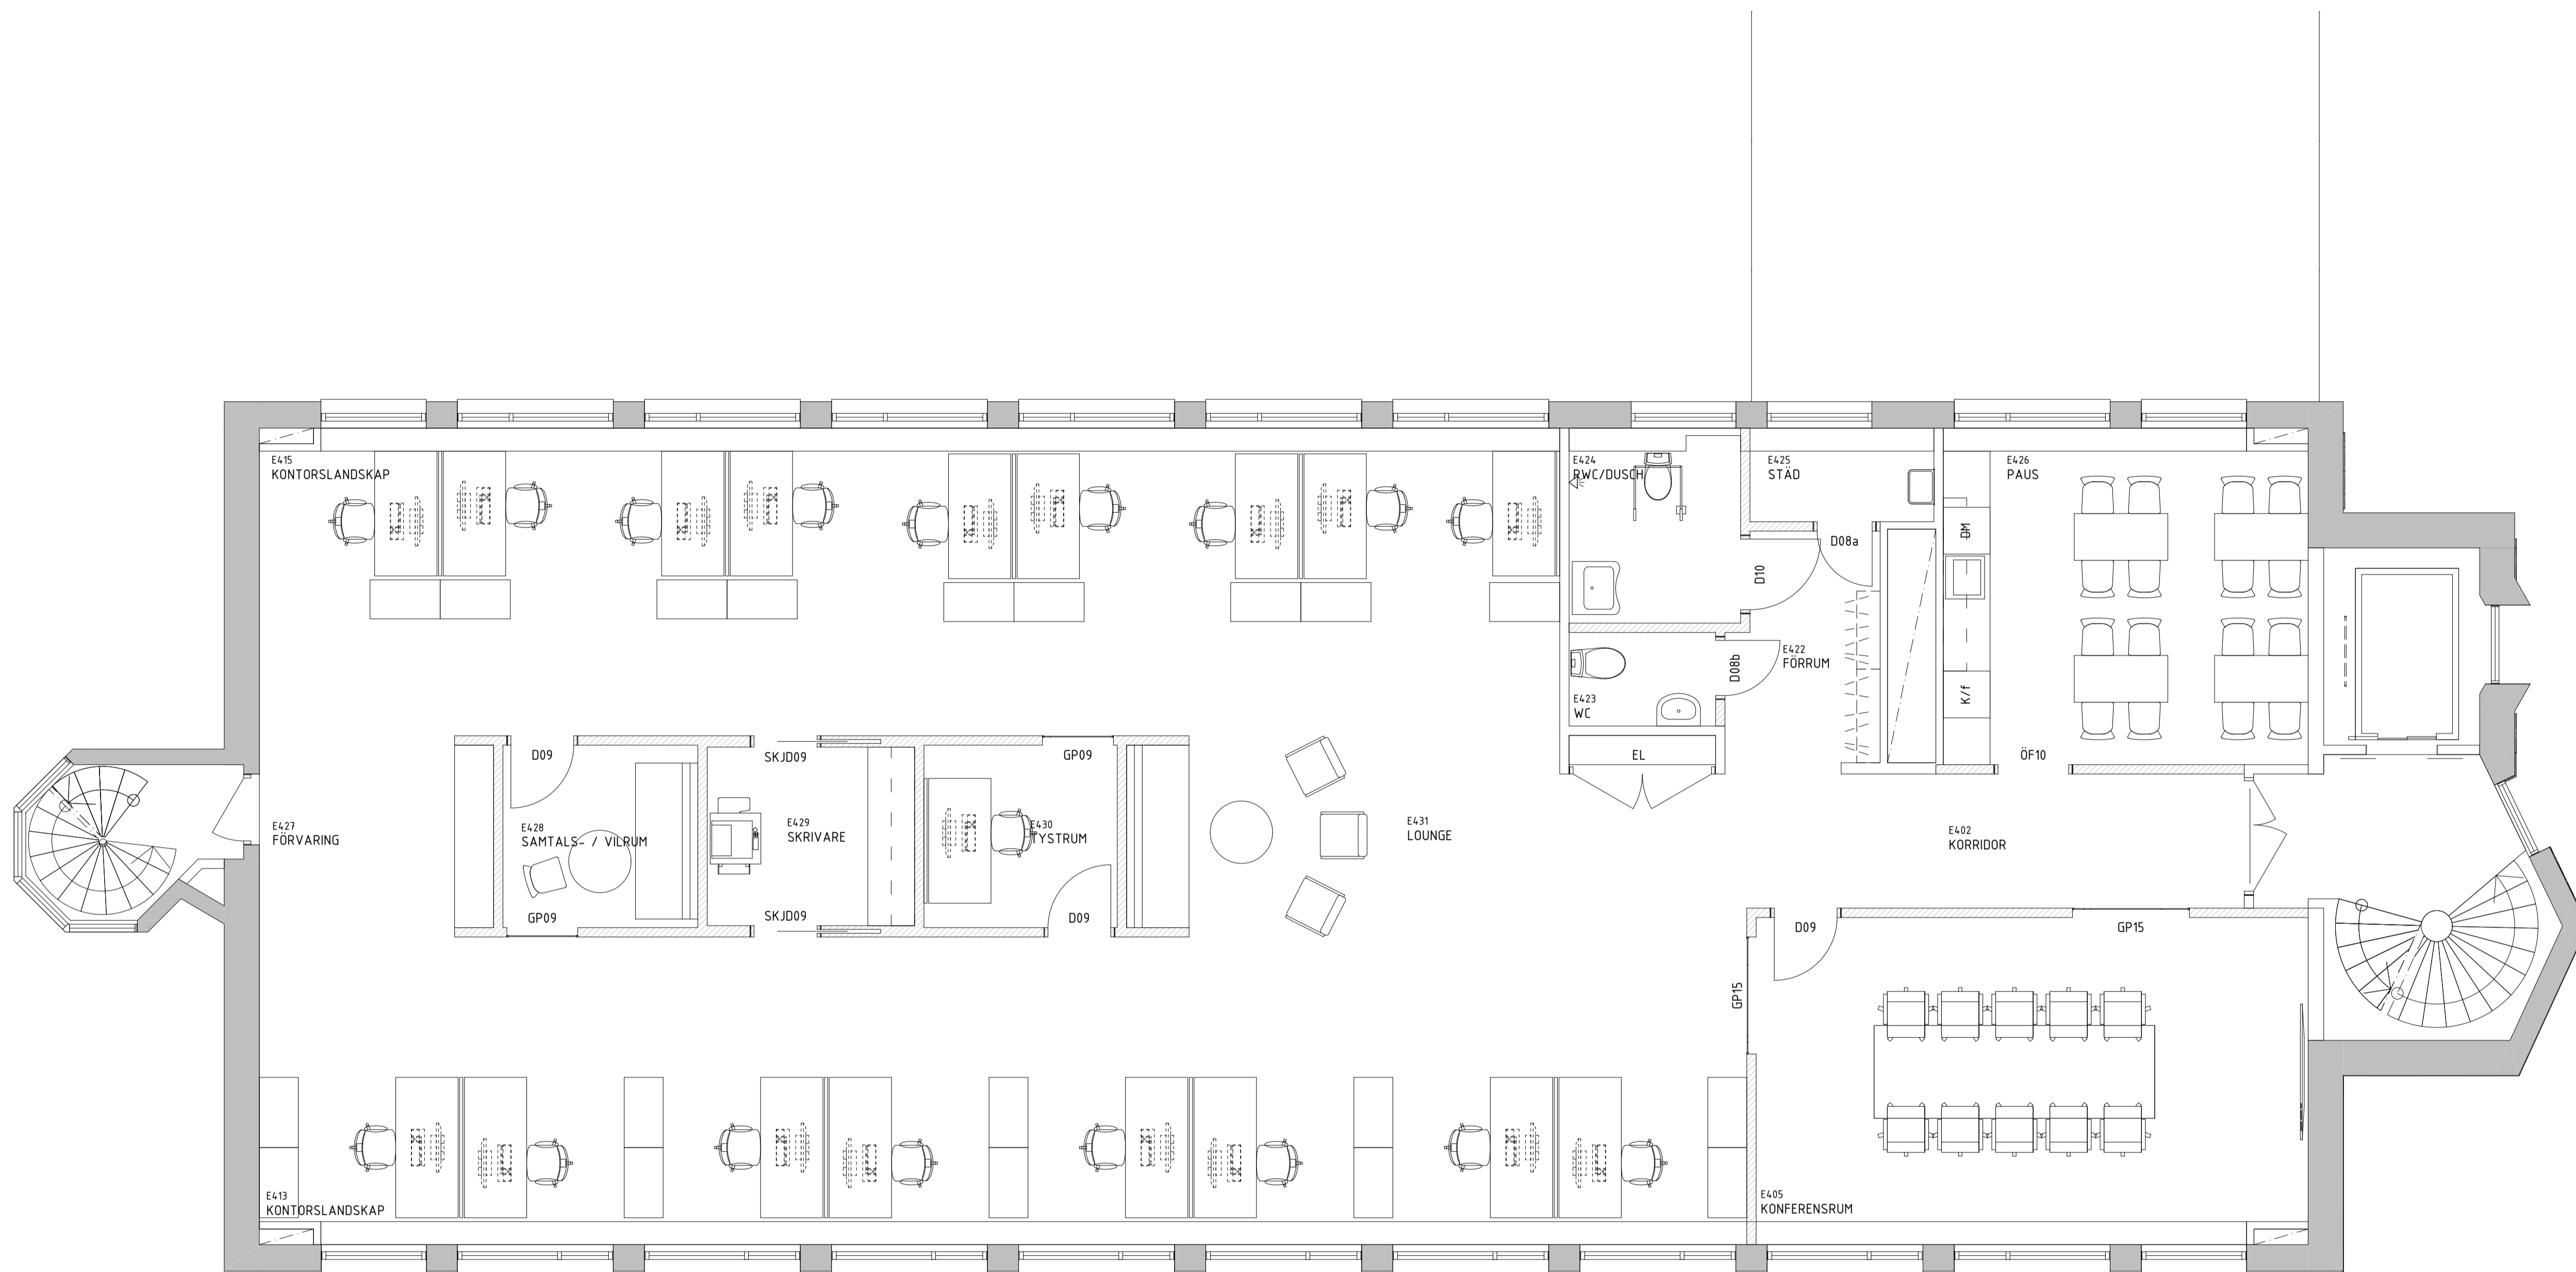 E415
KONTORSLANDSKAP
E424
RWC/DUSCH
E425
STÄD
E426
PAUS
D08a
D10
DM
D08b
E422
FÖRRUM
E423
WC
K/f
EL
ÖF10
D09
SKJD09
GP09
E427
FÖRVARING
E428
SAMTALS- / VILRUM
E429
SKRIVARE
E430
TYSTRUM
E431
LOUNGE
E402
KORRIDOR
GP09
SKJD09
D09
D09
GP15
GP15
E413
KONTORSLANDSKAP
E405
KONFERENSRUM